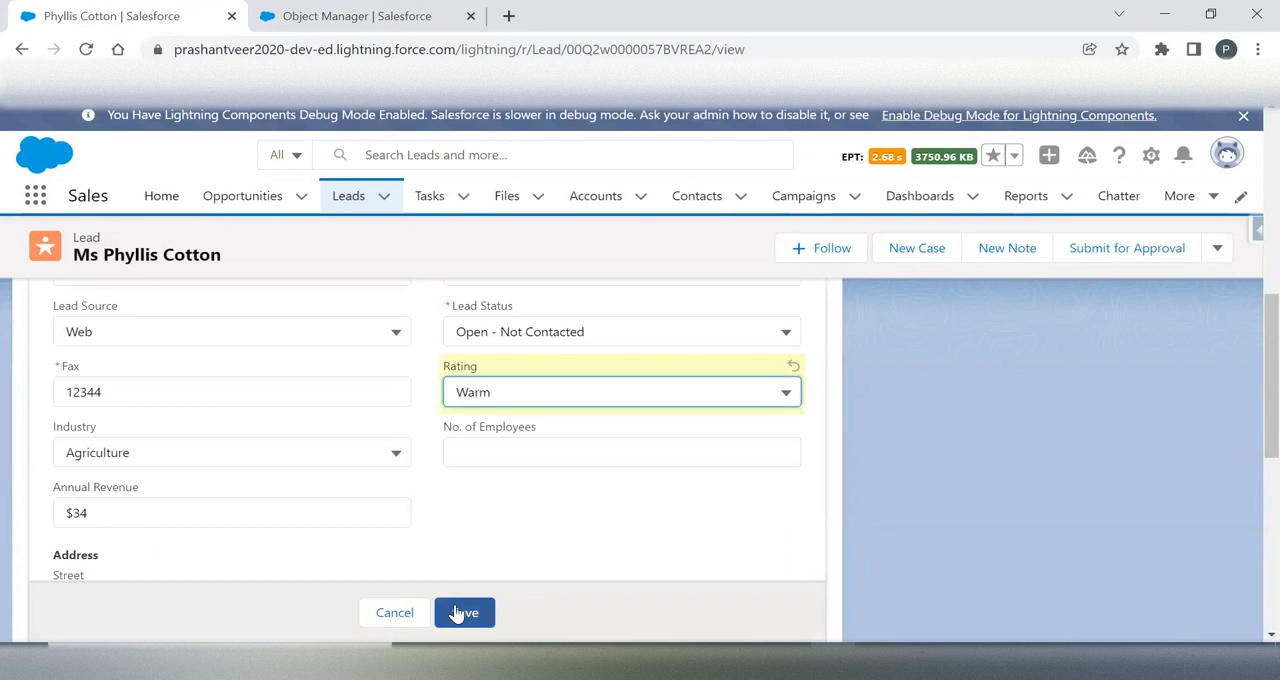 Phyllis Cotton | Salesforce
Object Manager | Salesforce
prashantveer2020-dev-ed.lightning.force.com/lightning/r/Lead/00Q2w0000057BVREA2/view
P
You Have Lightning Components Debug Mode Enabled. Salesforce is slower in debug mode. Ask your admin how to disable it, or see Enable Debug Mode for Lightning Components.
All
Search Leads and more...
EPT: 2.68 s 3750.96 KB
Sales Home Opportunities Leads Tasks Files Accounts Contacts Campaigns Dashboards Reports Chatter More
Lead
Ms Phyllis Cotton
Follow New Case New Note Submit for Approval
Lead Source
Web
*Lead Status
Open - Not Contacted
*Fax
12344
Rating
Warm
Industry
Agriculture
No. of Employees
Annual Revenue
$34
Address
Street
Cancel